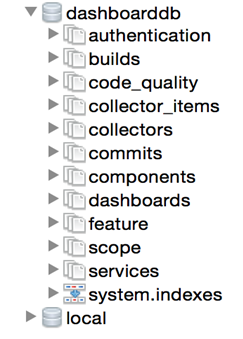 dashboarddb
authentication
builds
code_quality
collector_items
collectors
commits
components
dashboards
feature
scope
services
system.indexes
local